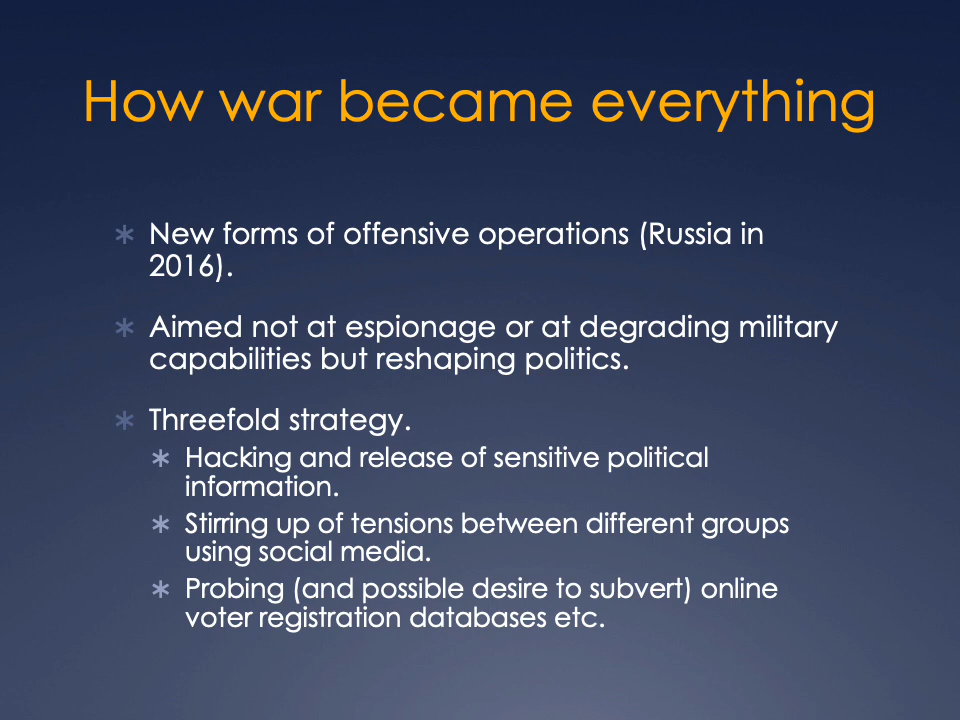 How war became everything
* New forms of offensive operations (Russia in
2016).
* Aimed not at espionage or at degrading military
capabilities but reshaping politics.
* Threefold strategy.
* Hacking and release of sensitive political
information.
* Stirring up of tensions between different groups
using social media.
* Probing (and possible desire to subvert) online
voter registration databases etc.